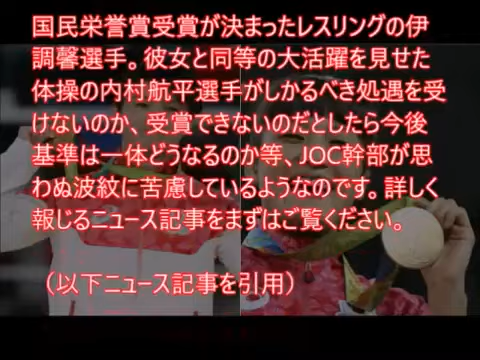 国民栄誉賞受賞が決まったレスリングの伊
調馨選手。彼女と同等の大活躍を見せた
体操の内村航平選手がしかるべき処遇を受
けないのか、受賞できないのだとしたら今後
基準は一体どうなるのか等、JOC幹部が思
わぬ波紋に苦慮しているようなのです。詳しく
報じるニュース記事をまずはご覧ください。
（以下ニュース記事を引用）